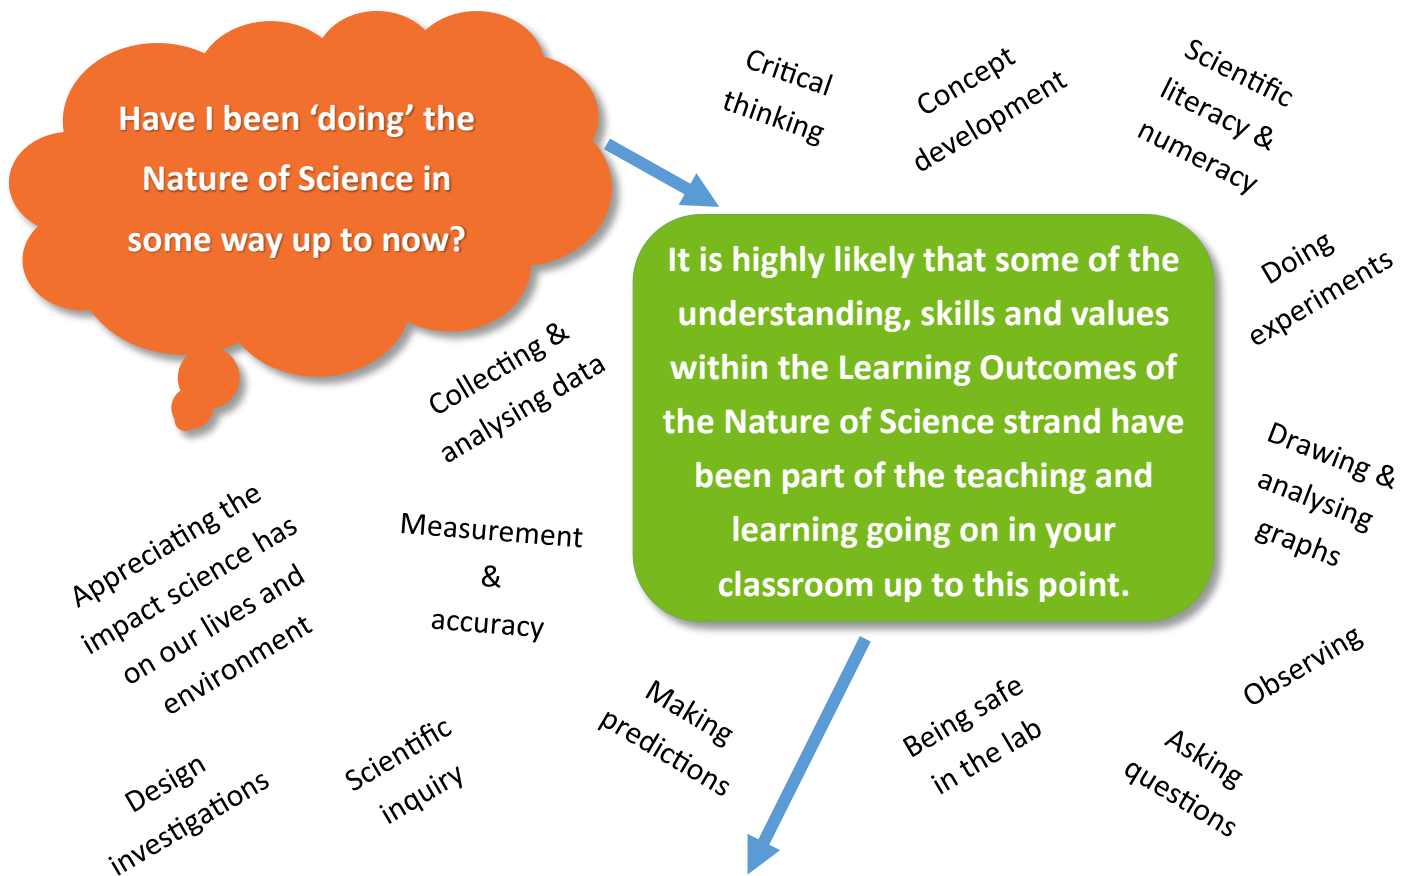 Have I been ‘doing’ the
Nature of Science in
some way up to now?
Critical
thinking
Concept
development
Scientific
literacy &
numeracy
It is highly likely that some of the
understanding, skills and values
within the Learning Outcomes of
the Nature of Science strand have
been part of the teaching and
learning going on in your
classroom up to this point.
Doing
experiments
Collecting &
analysing data
Drawing &
analysing
graphs
Appreciating the
impact science has
on our lives and
environment
Measurement
&
accuracy
Observing
Making
predictions
Being safe
in the lab
Asking
questions
Scientific
inquiry
Design
investigations